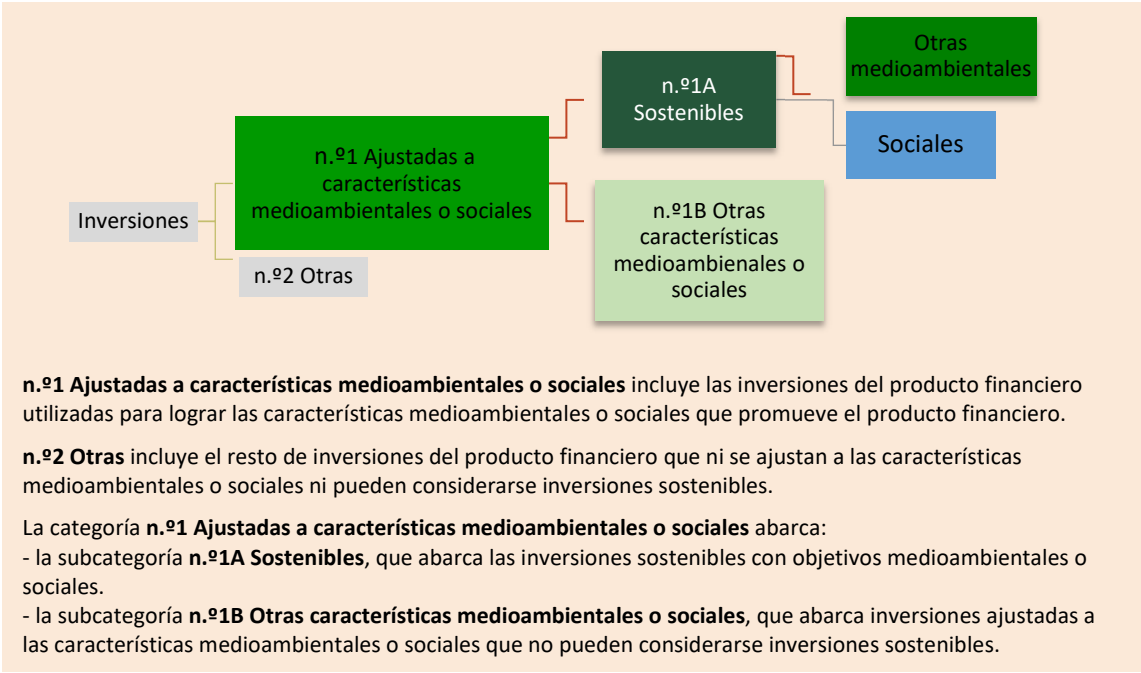 Otras
medioambientales
n.º1A
Sostenibles
Sociales
n.º1 Ajustadas a
características
medioambientales o sociales
Inversiones
n.º1B Otras
características
medioambienales o
sociales
n.º2 Otras
n.º1 Ajustadas a características medioambientales o sociales incluye las inversiones del producto financiero
utilizadas para lograr las características medioambientales o sociales que promueve el producto financiero.
n.º2 Otras incluye el resto de inversiones del producto financiero que ni se ajustan a las características
medioambientales o sociales ni pueden considerarse inversiones sostenibles.
La categoría n.º1 Ajustadas a características medioambientales o sociales abarca:
- la subcategoría n.º1A Sostenibles, que abarca las inversiones sostenibles con objetivos medioambientales o
sociales.
- la subcategoría n.º1B Otras características medioambientales o sociales, que abarca inversiones ajustadas a
las características medioambientales o sociales que no pueden considerarse inversiones sostenibles.